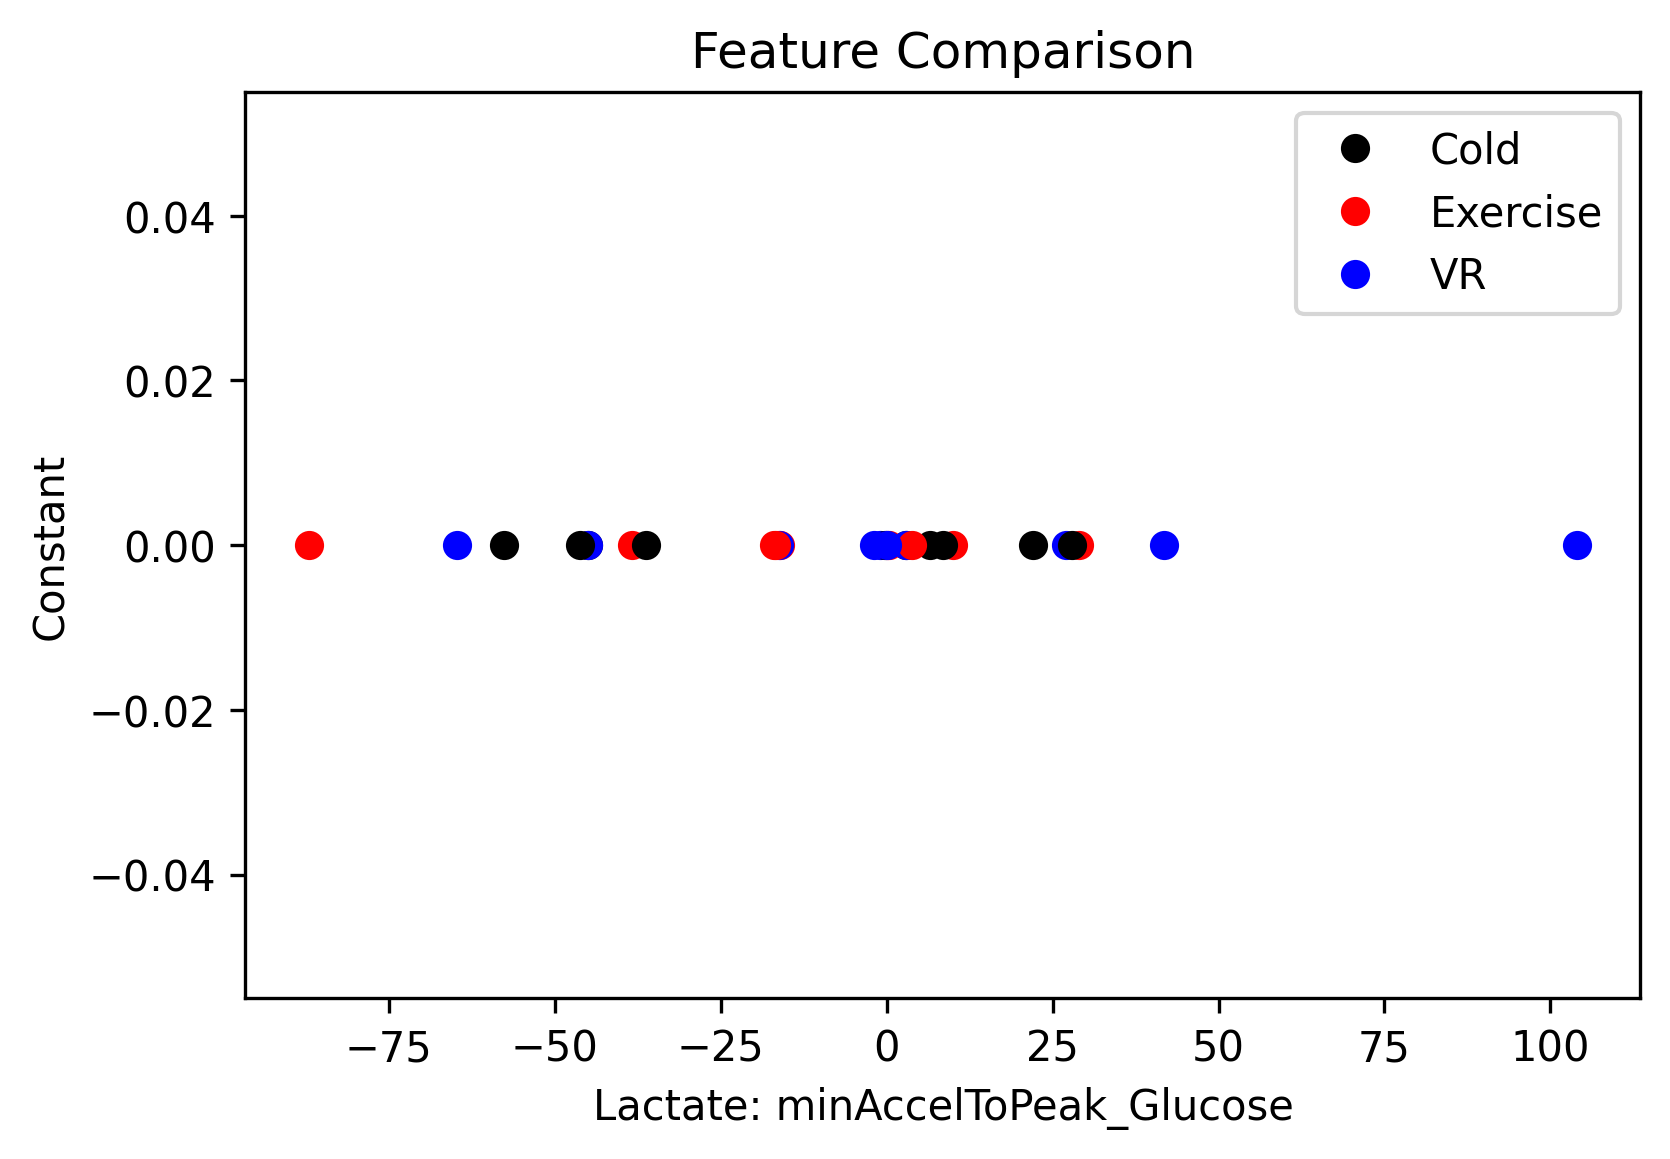 Feature Comparison
Cold
Exercise
VR
0.04
0.02
0.00
−0.02
−0.04
Constant
−75 −50 −25 0 25 50 75 100
Lactate: minAccelToPeak_Glucose